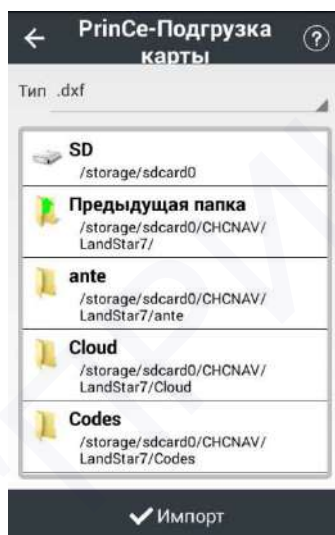 PrinCe-Подгрузка
карты
?
Тип .dxf
SD
/storage/sdcard0
Предыдущая папка
/storage/sdcard0/CHCNAV/
LandStar7/
ante
/storage/sdcard0/CHCNAV/
LandStar7/ante
Cloud
/storage/sdcard0/CHCNAV/
LandStar7/Cloud
Codes
/storage/sdcard0/CHCNAV/
LandStar7/Codes
Импорт